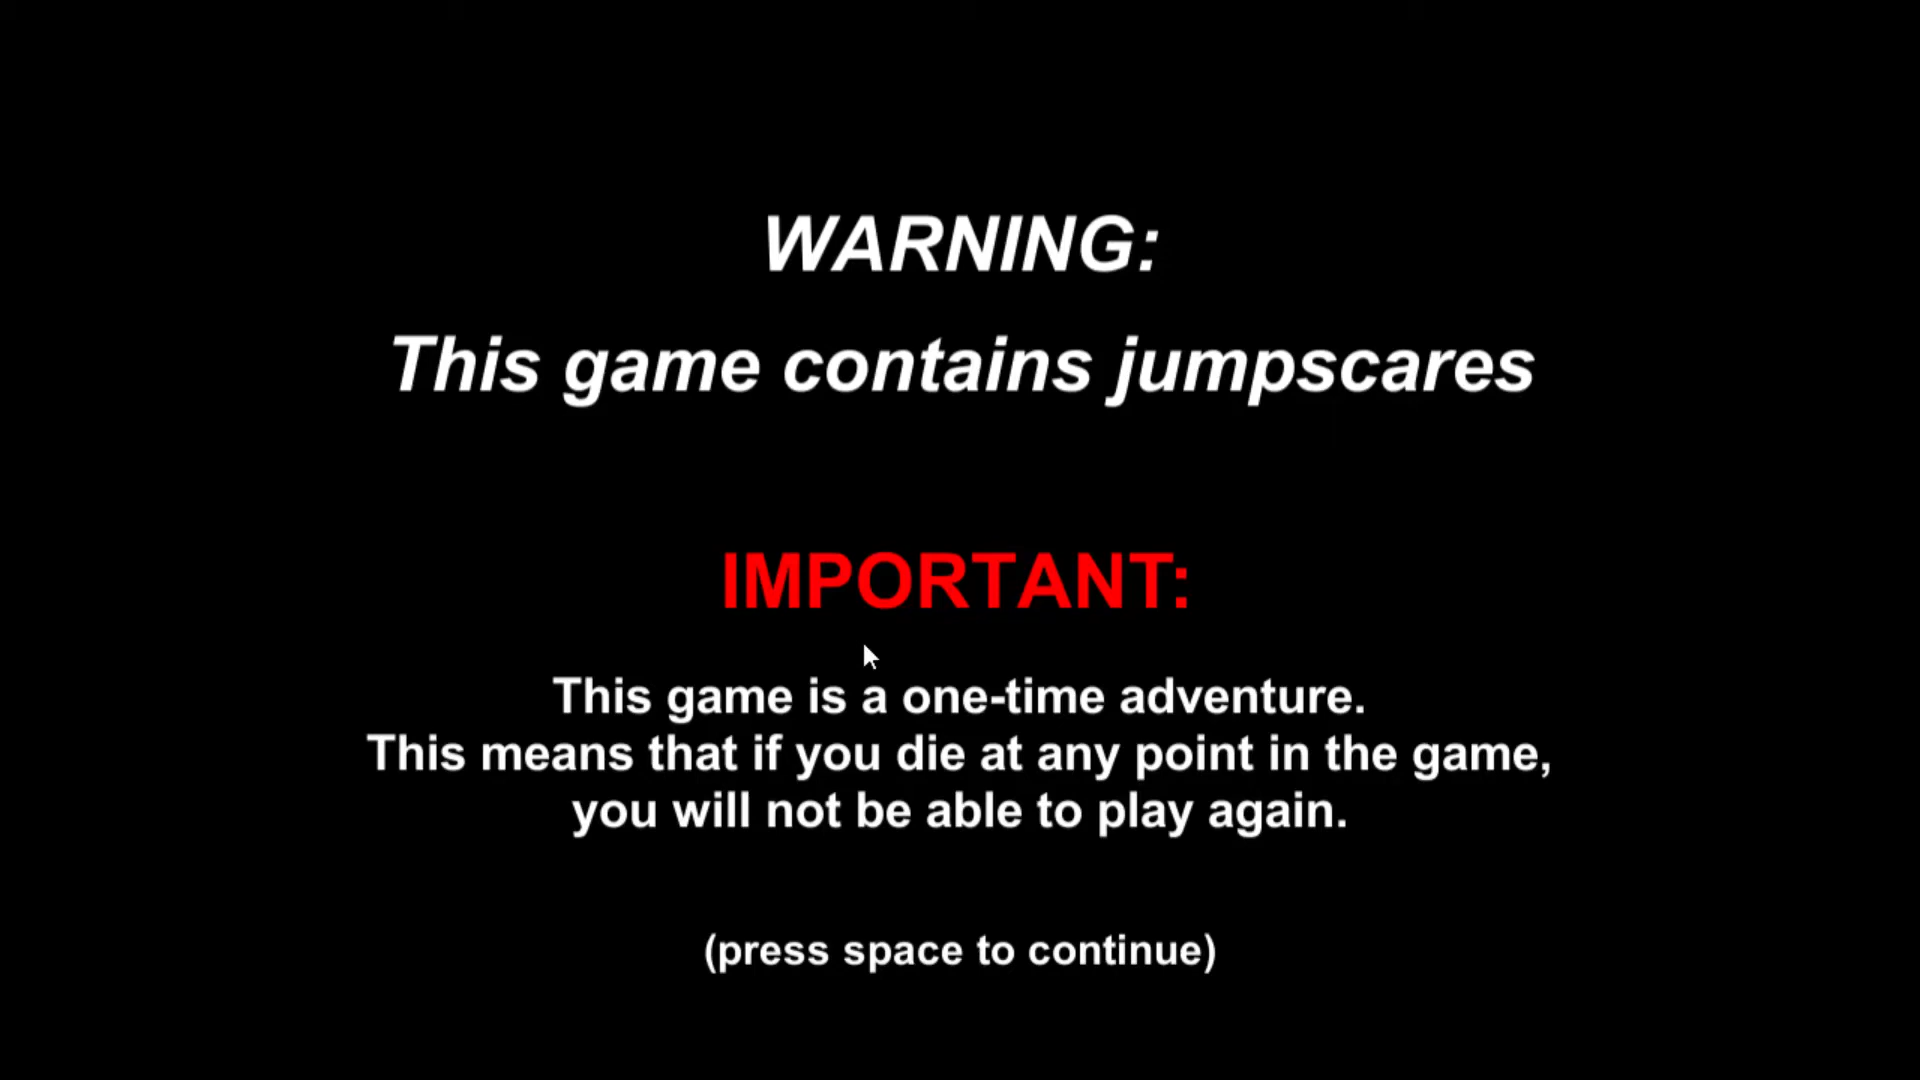 WARNING:
This game contains jumpscares
IMPORTANT:
This game is a one-time adventure.
This means that if you die at any point in the game,
you will not be able to play again.
(press space to continue)